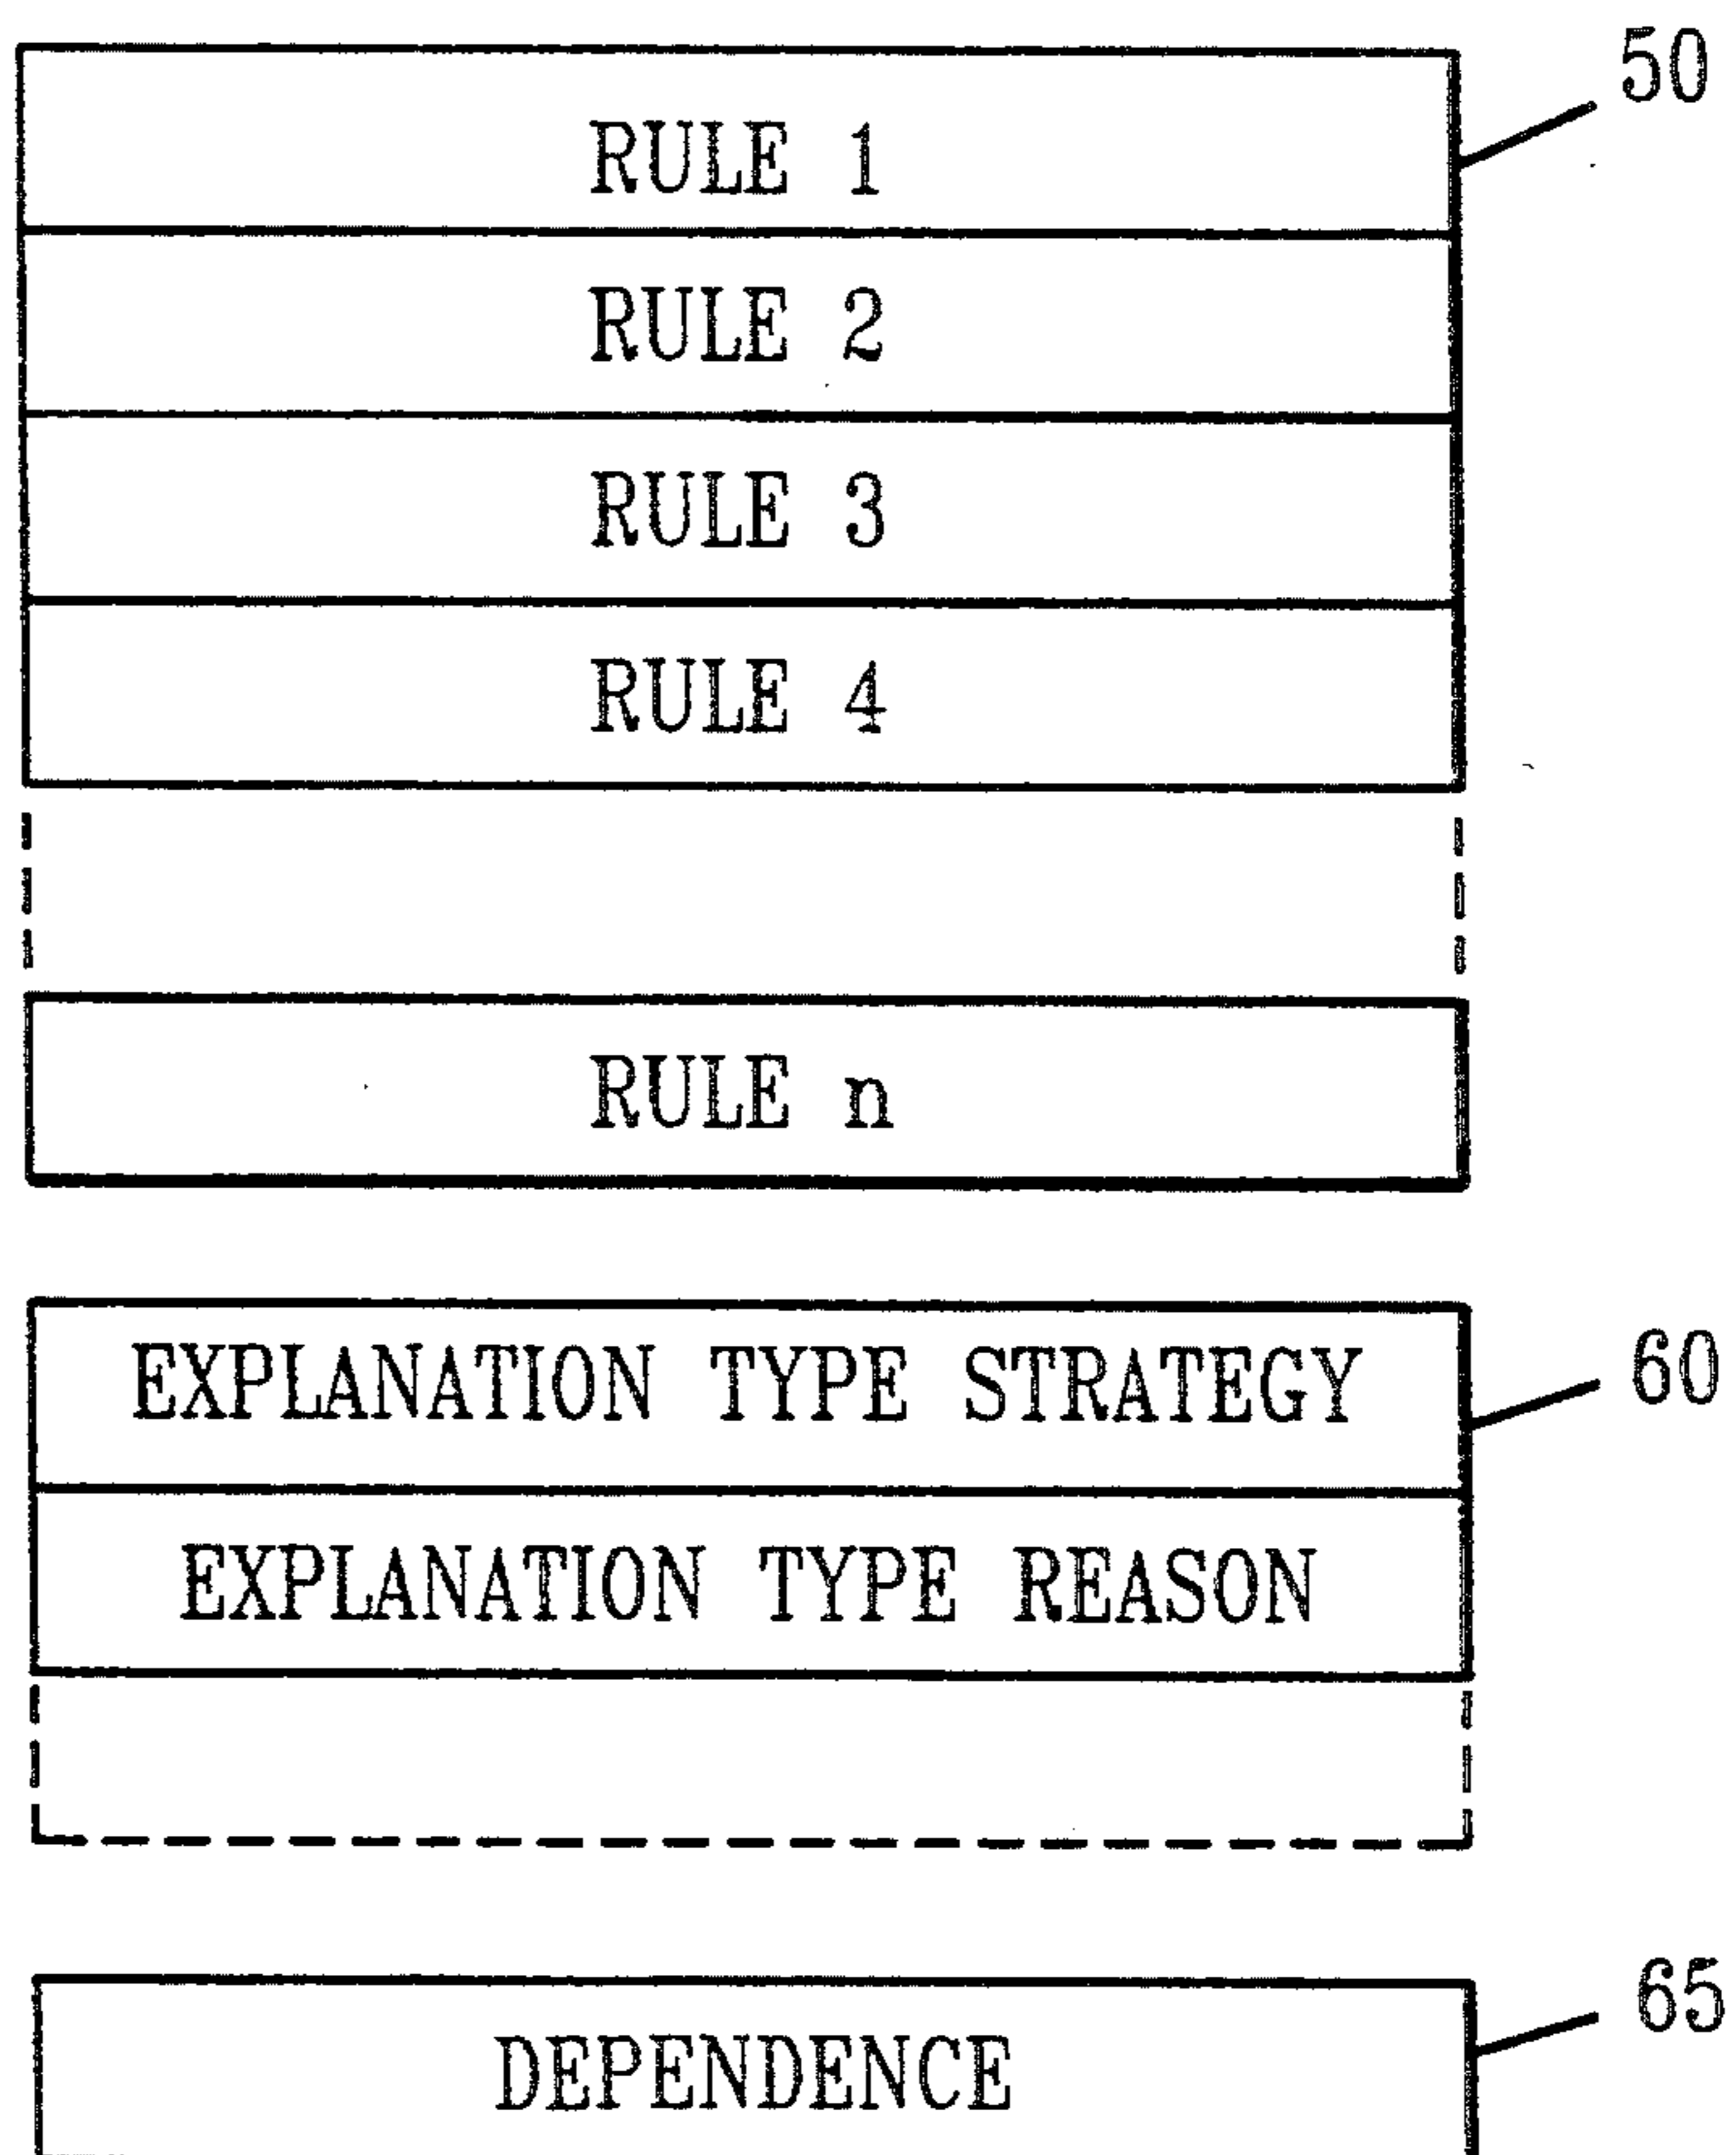 50
RULE 1
RULE 2
RULE 3
RULE 4
RULE n
EXPLANATION TYPE STRATEGY
60
EXPLANATION TYPE REASON
65
DEPENDENCE